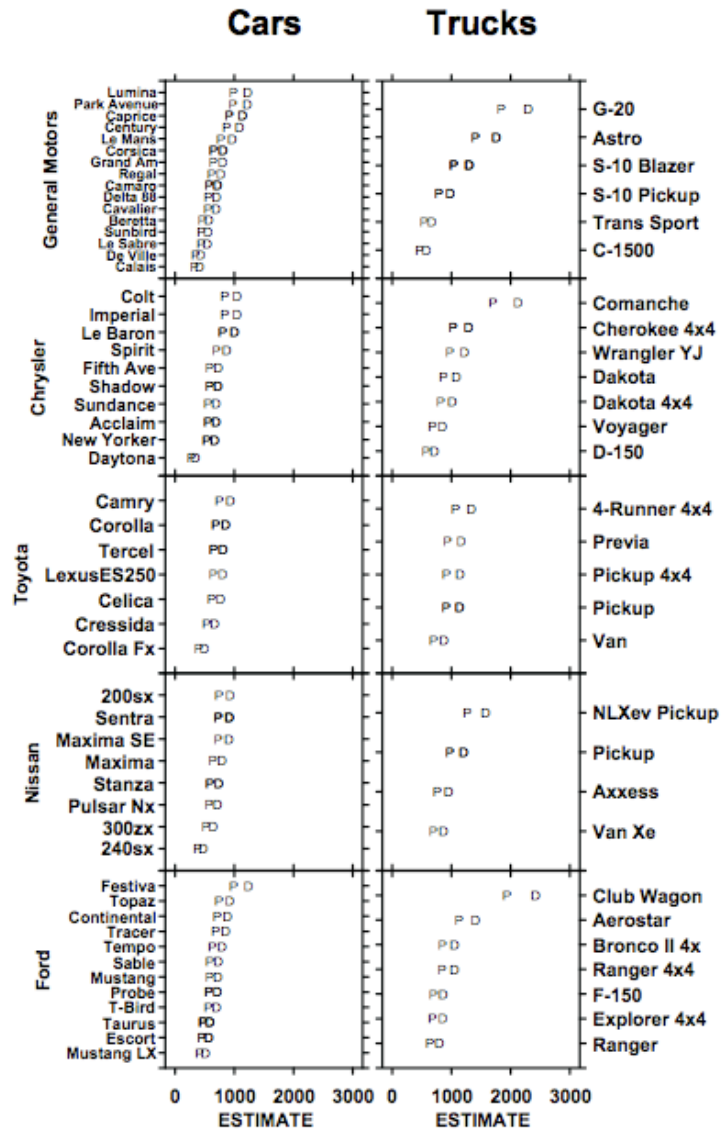 Cars Trucks
General Motors
Lumina
Park Avenue
Caprice
Century
Le Mans
Corsica
Grand Am
Regal
Camaro
Delta 88
Cavalier
Beretta
Sunbird
Le Sabre
De Ville
Calais
P D
G-20
Astro
S-10 Blazer
S-10 Pickup
Trans Sport
C-1500
Chrysler
Colt
Imperial
Le Baron
Spirit
Fifth Ave
Shadow
Sundance
Acclaim
New Yorker
Daytona
Comanche
Cherokee 4x4
Wrangler YJ
Dakota
Dakota 4x4
Voyager
D-150
Toyota
Camry
Corolla
Tercel
LexusES250
Celica
Cressida
Corolla Fx
4-Runner 4x4
Previa
Pickup 4x4
Pickup
Van
Nissan
200sx
Sentra
Maxima SE
Maxima
Stanza
Pulsar Nx
300zx
240sx
NLXev Pickup
Pickup
Axxess
Van Xe
Ford
Festiva
Topaz
Continental
Tracer
Tempo
Sable
Mustang
Probe
T-Bird
Taurus
Escort
Mustang LX
Club Wagon
Aerostar
Bronco II 4x
Ranger 4x4
F-150
Explorer 4x4
Ranger
0 1000 2000 3000 0 1000 2000 3000
ESTIMATE ESTIMATE